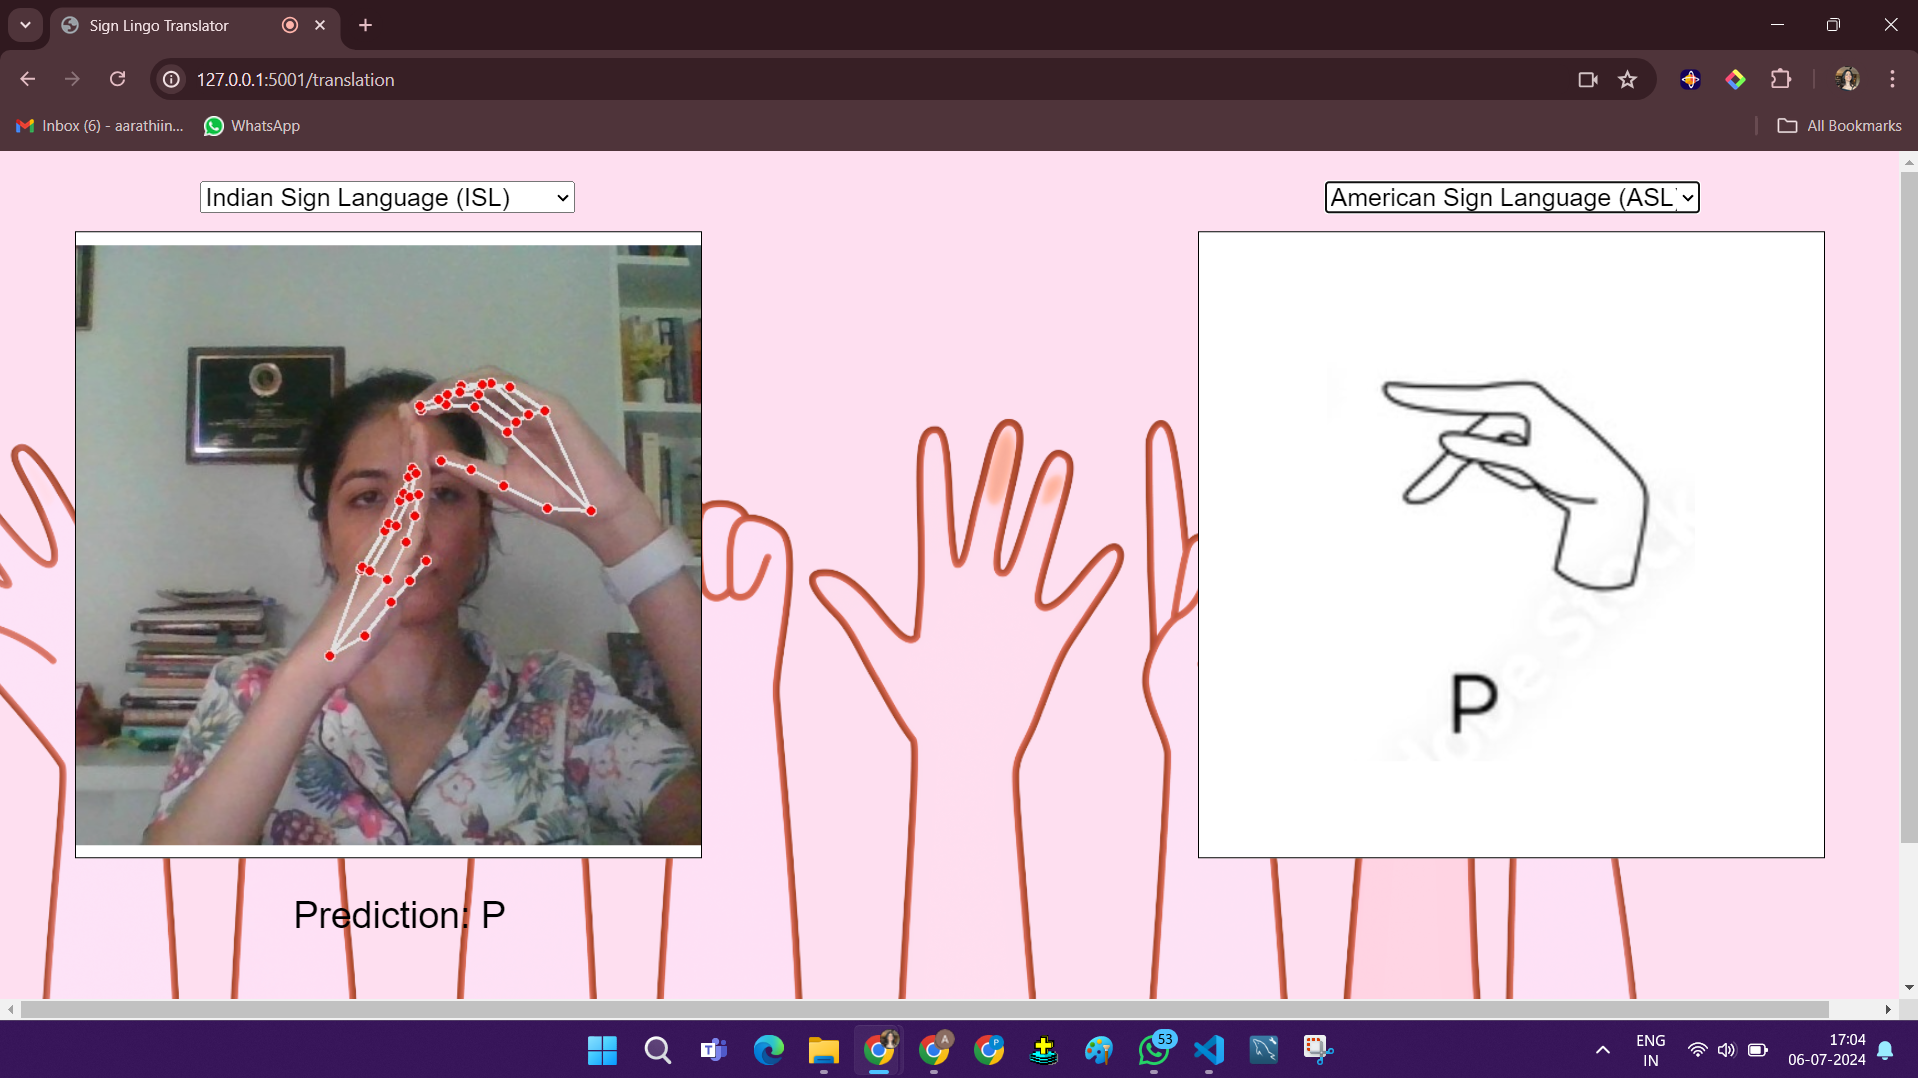 Sign Lingo Translator
127.0.0.1:5001/translation
Inbox (6) - aarathiin...
WhatsApp
All Bookmarks
Indian Sign Language (ISL)
American Sign Language (ASL
P
Prediction: P
A
P
53
ENG
IN
17:04
06-07-2024